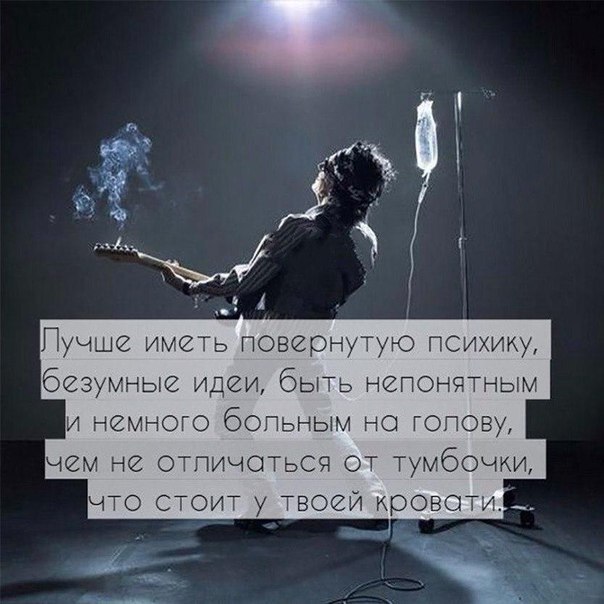 Лучше иметь повернутую психику,
безумные идеи, быть непонятным
и немного больным на голову,
чем не отличаться от тумбочки,
что стоит у твоей кровати.